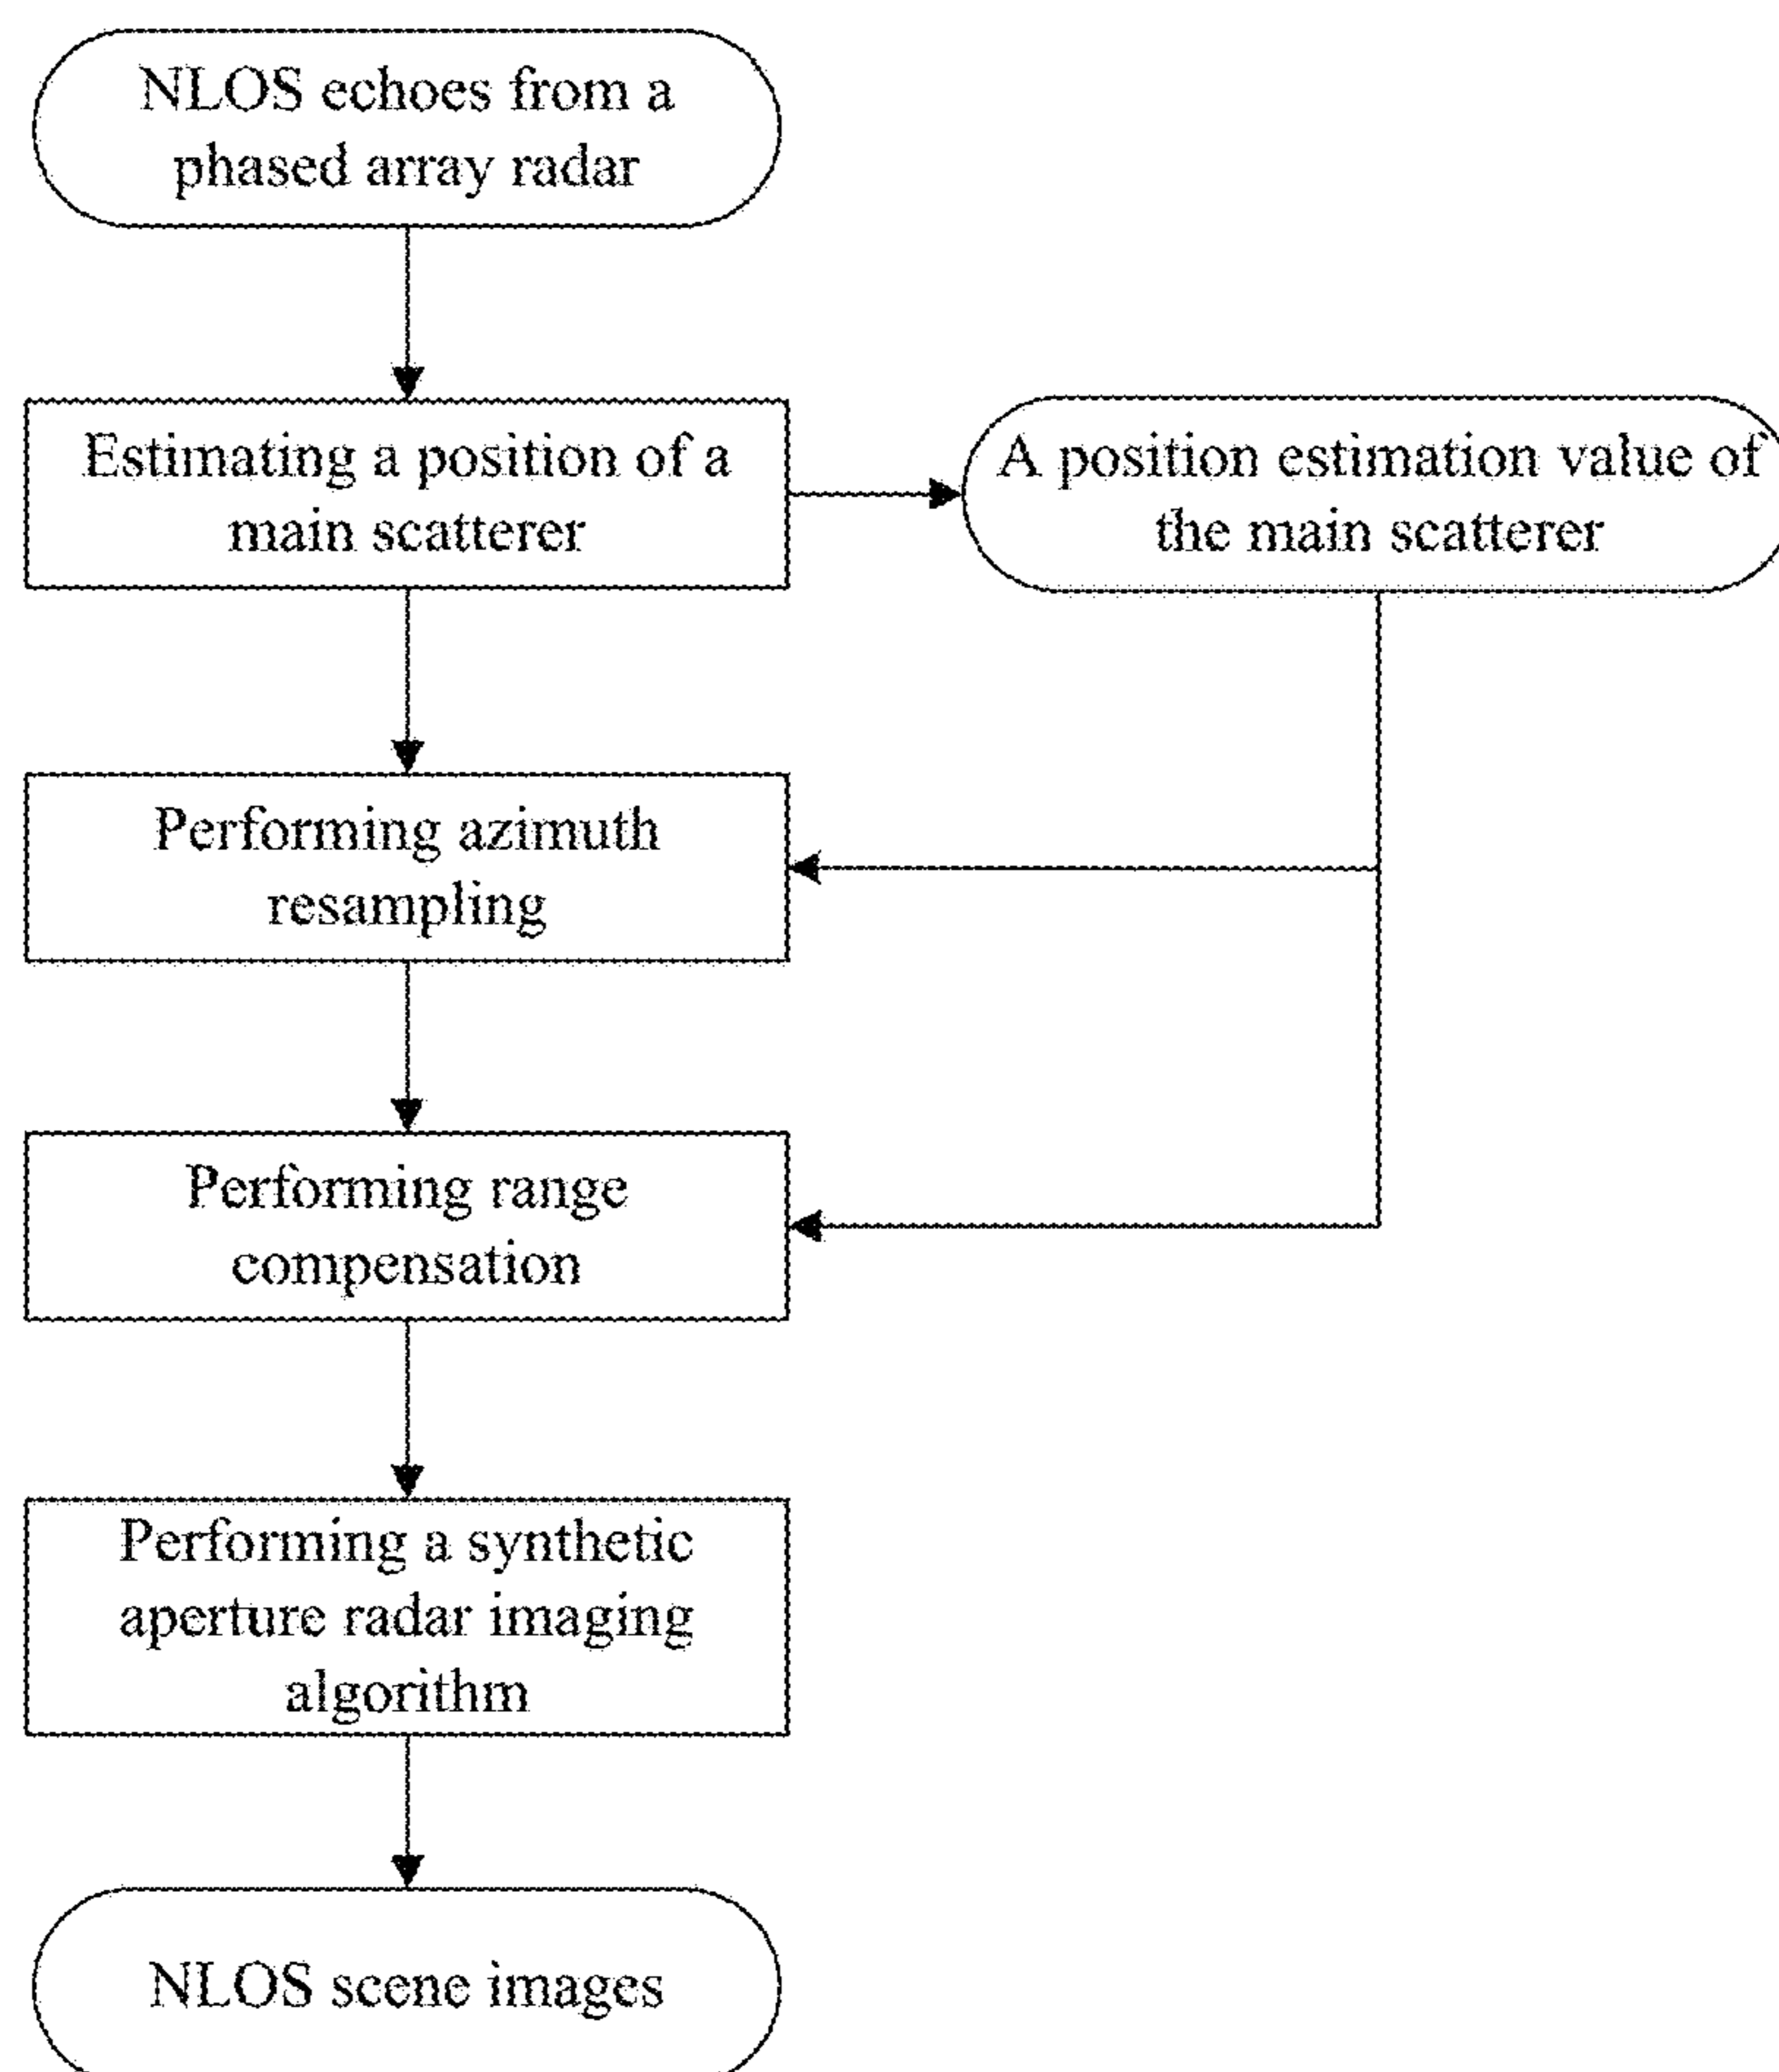 NLOS echoes from a
phased array radar
Estimating a position of a
main scatterer
A position estimation value of
the main scatterer
Performing azimuth
resampling
Performing range
compensation
Performing a synthetic
aperture radar imaging
algorithm
NLOS scene images